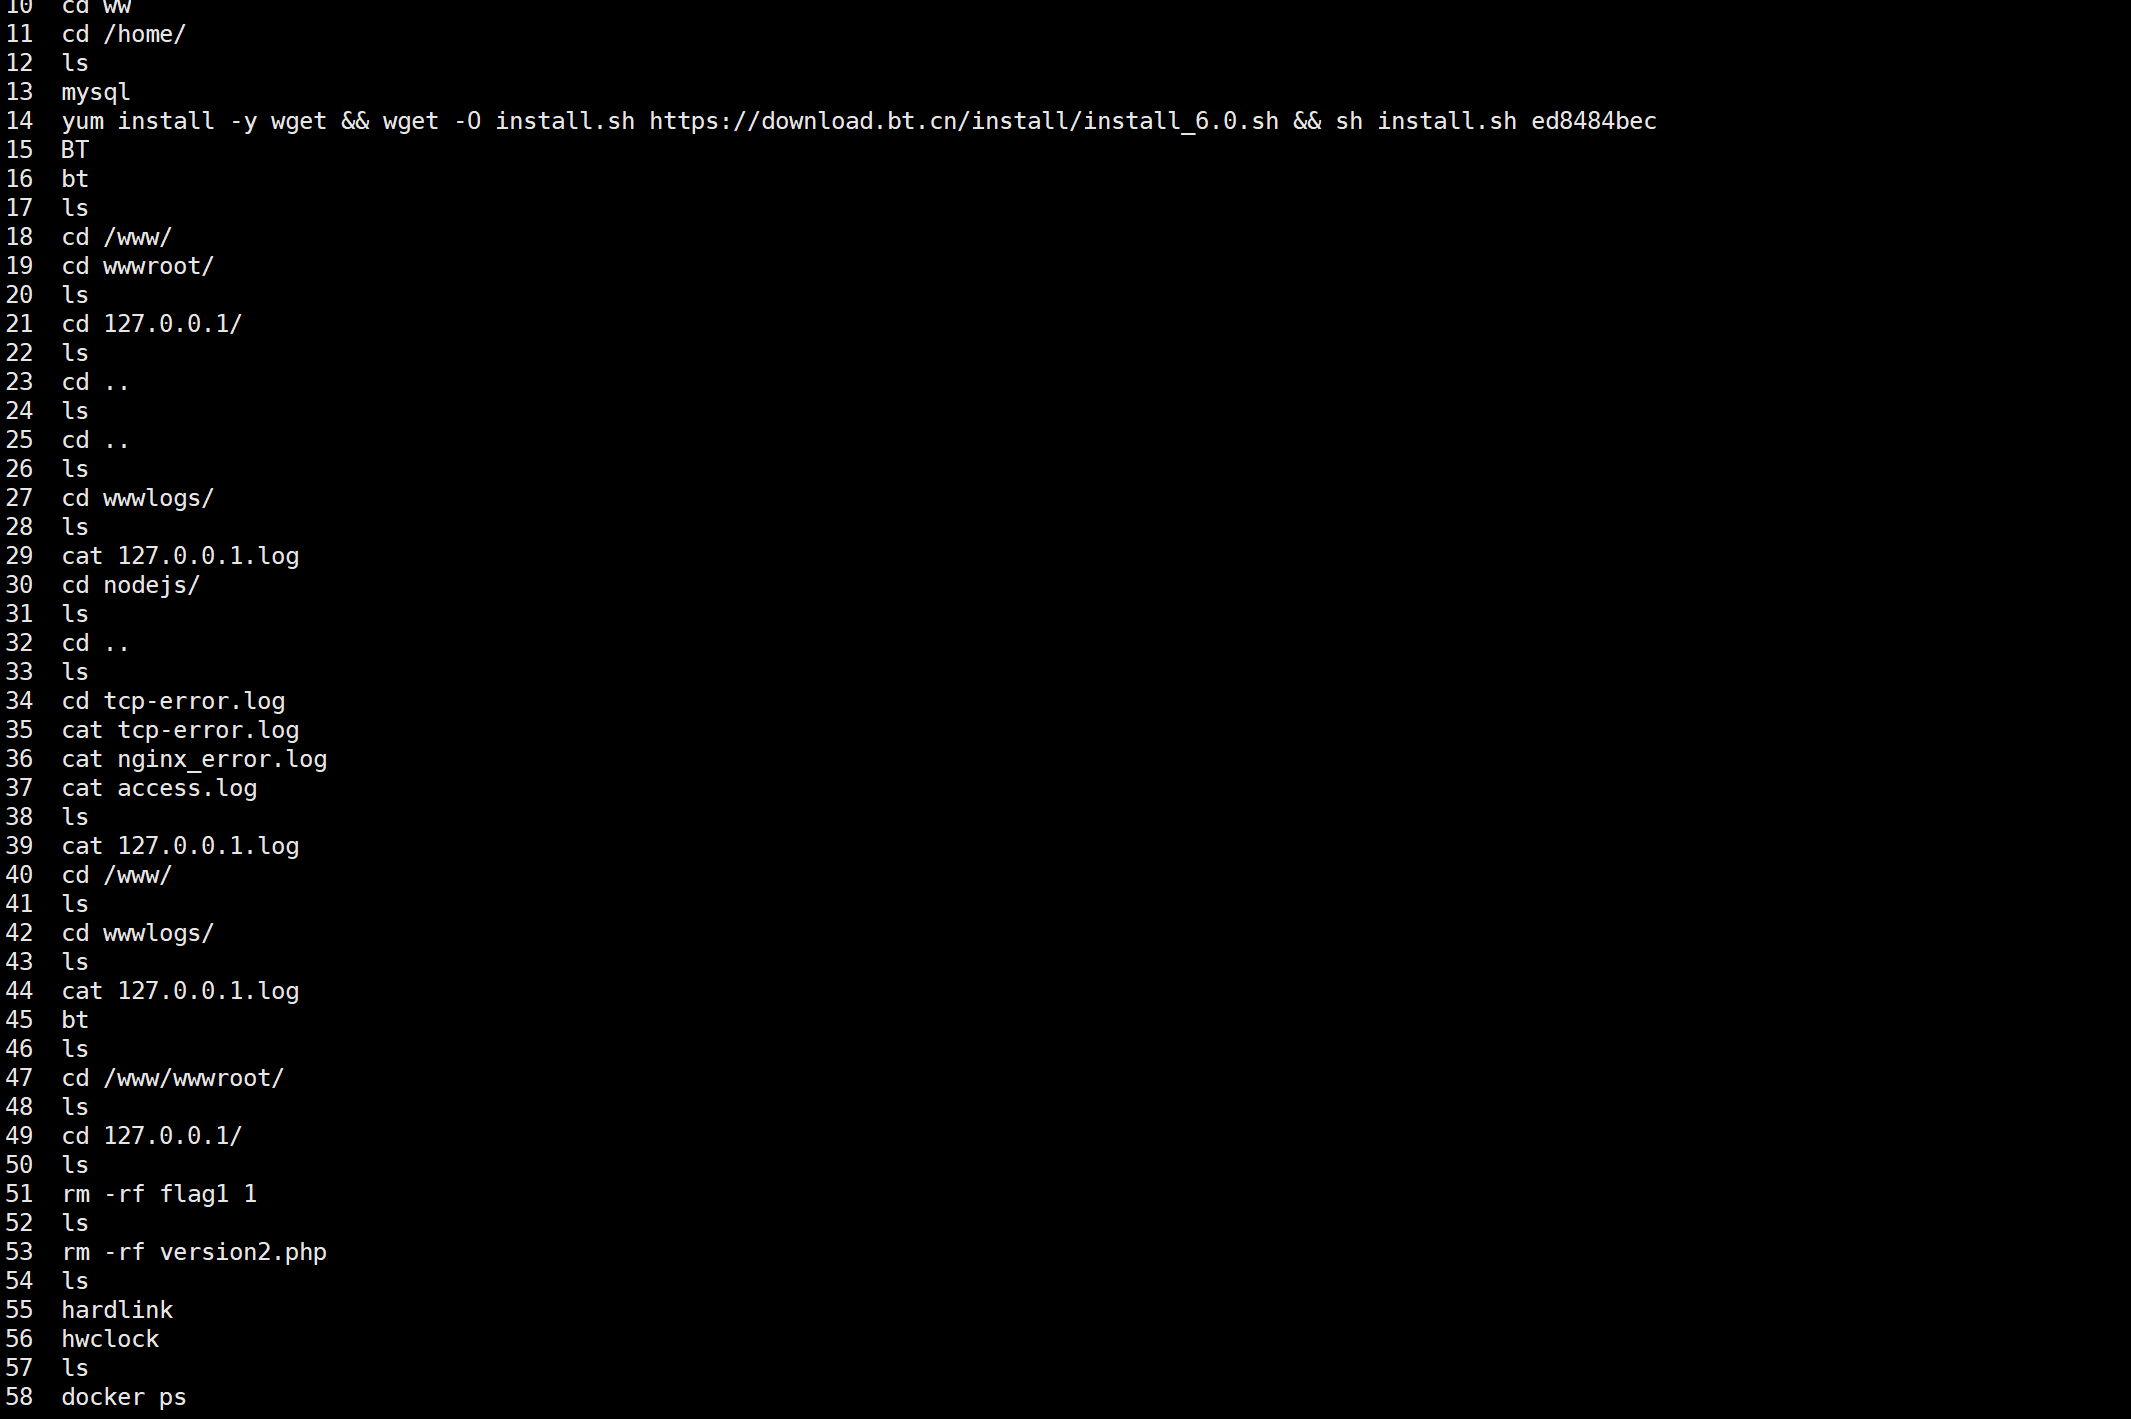 10  cd ww
11  cd /home/
12  ls
13  mysql
14  yum install -y wget && wget -O install.sh https://download.bt.cn/install/install_6.0.sh && sh install.sh ed8484bec
15  BT
16  bt
17  ls
18  cd /www/
19  cd wwwroot/
20  ls
21  cd 127.0.0.1/
22  ls
23  cd ..
24  ls
25  cd ..
26  ls
27  cd wwwlogs/
28  ls
29  cat 127.0.0.1.log
30  cd nodejs/
31  ls
32  cd ..
33  ls
34  cd tcp-error.log
35  cat tcp-error.log
36  cat nginx_error.log
37  cat access.log
38  ls
39  cat 127.0.0.1.log
40  cd /www/
41  ls
42  cd wwwlogs/
43  ls
44  cat 127.0.0.1.log
45  bt
46  ls
47  cd /www/wwwroot/
48  ls
49  cd 127.0.0.1/
50  ls
51  rm -rf flag1 1
52  ls
53  rm -rf version2.php
54  ls
55  hardlink
56  hwclock
57  ls
58  docker ps